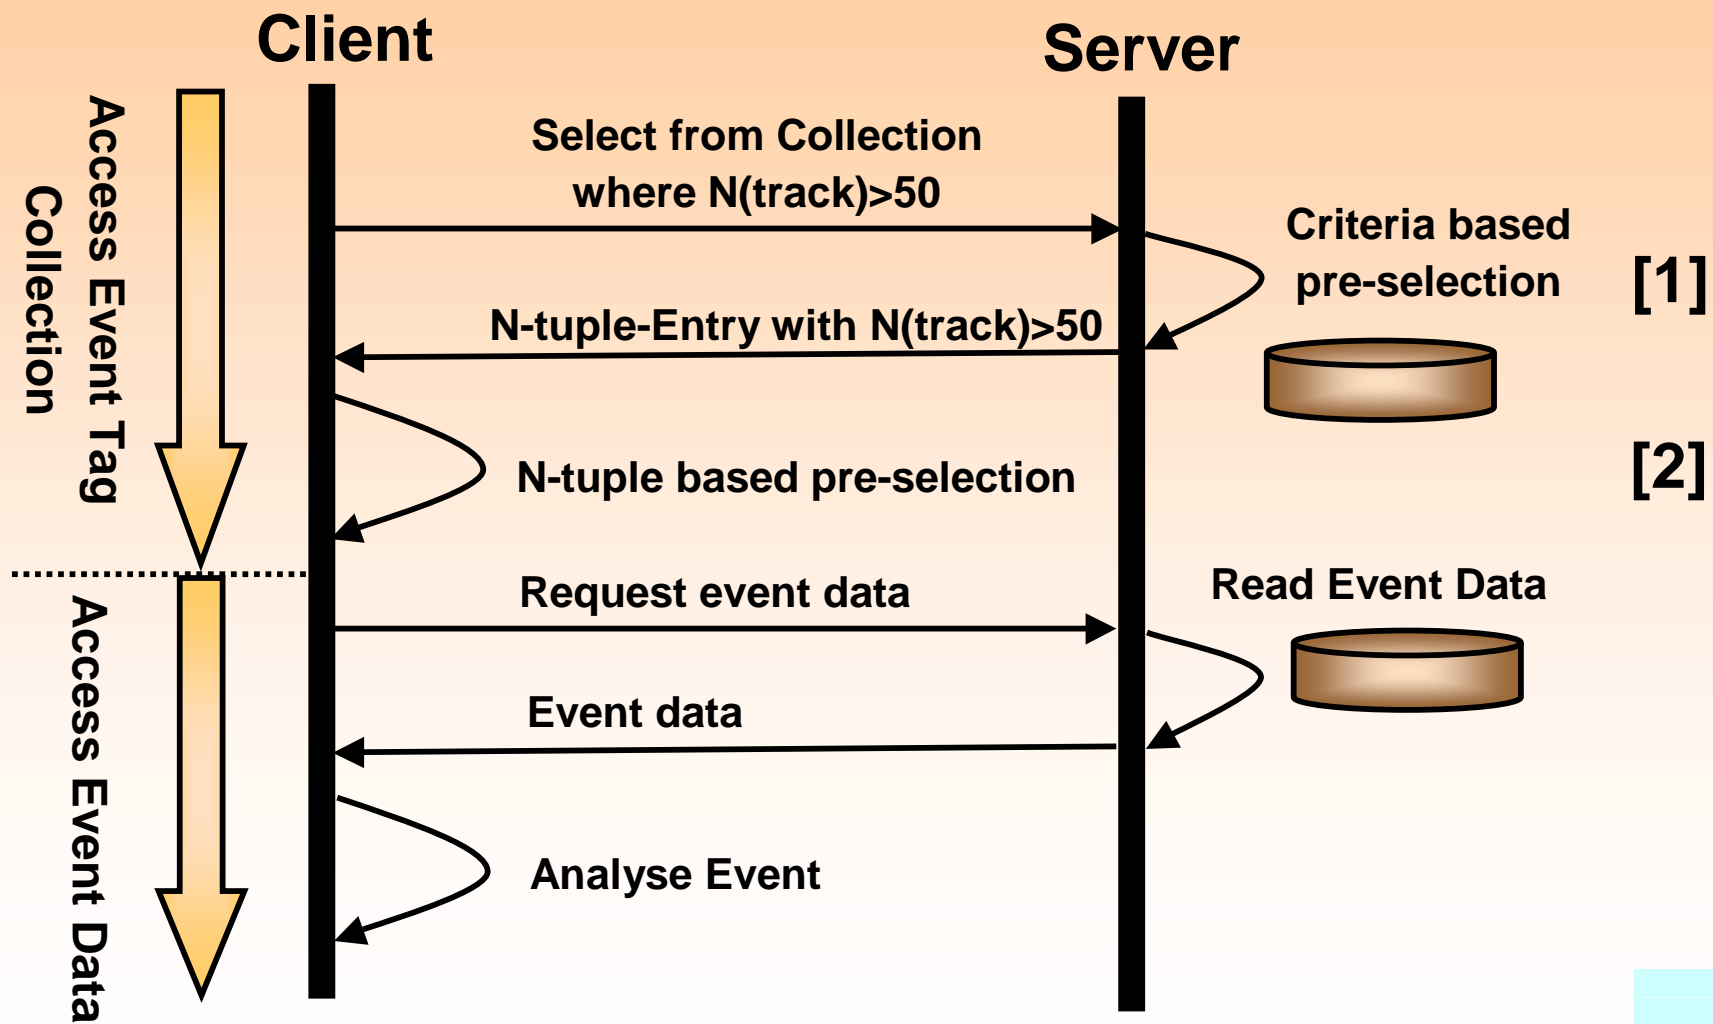 Client
Server
Access Event Tag
Collection
Select from Collection
where N(track)>50
Criteria based
pre-selection
[1]
N-tuple-Entry with N(track)>50
N-tuple based pre-selection
[2]
Access Event Data
Request event data
Read Event Data
Event data
Analyse Event